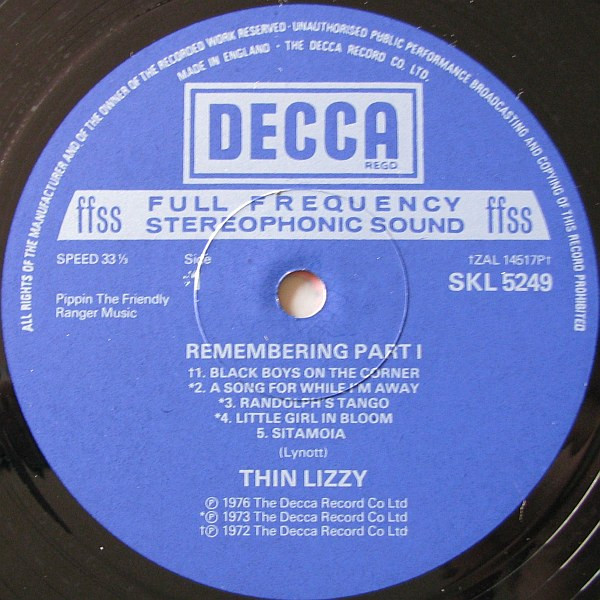 ALL RIGHTS OF THE MANUFACTURER AND OF THE OWNER OF THE RECORDED WORK RESERVED · UNAUTHORISED PUBLIC PERFORMANCE BROADCASTING AND COPYING OF THIS RECORD PROHIBITED
MADE IN ENGLAND · THE DECCA RECORD CO. LTD.
DECCA
REGD
ffss FULL FREQUENCY ffss
STEREOPHONIC SOUND
SPEED 33⅓ Side †ZAL 14517P†
1 SKL 5249
Pippin The Friendly
Ranger Music
REMEMBERING PART I
†1. BLACK BOYS ON THE CORNER
*2. A SONG FOR WHILE I'M AWAY
*3. RANDOLPH'S TANGO
*4. LITTLE GIRL IN BLOOM
5. SITAMOIA
(Lynott)
THIN LIZZY
℗ 1976 The Decca Record Co Ltd
*℗ 1973 The Decca Record Co Ltd
†℗ 1972 The Decca Record Co Ltd